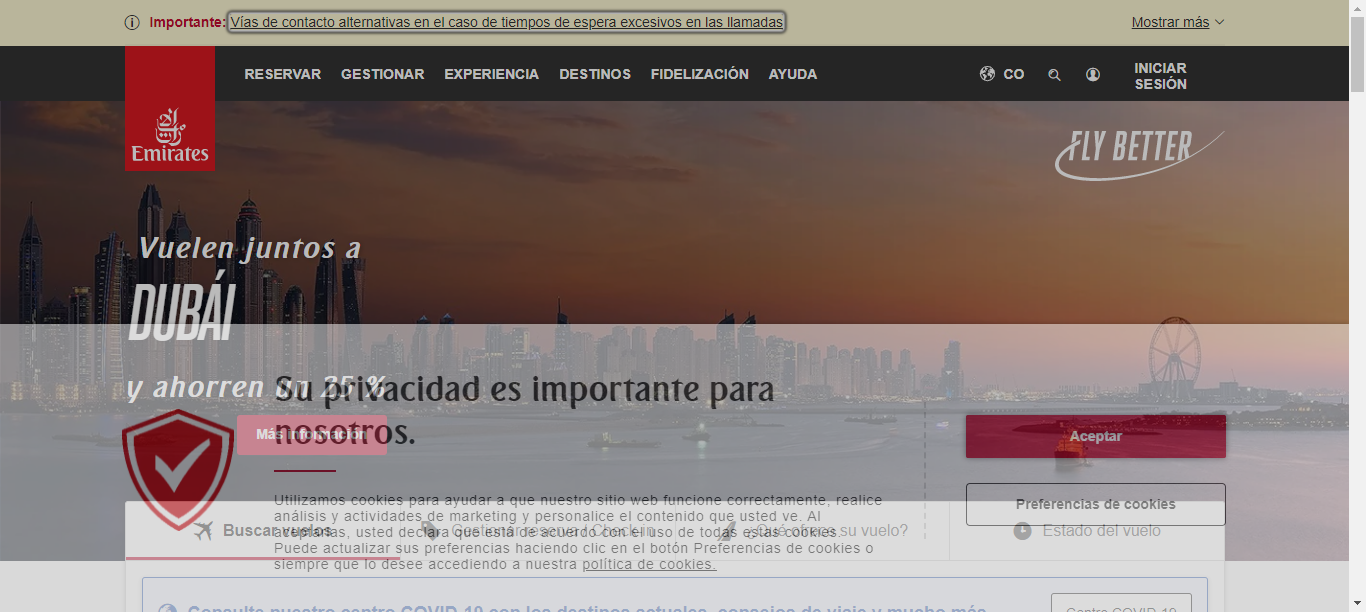 Importante: Vías de contacto alternativas en el caso de tiempos de espera excesivos en las llamadas
Mostrar más
RESERVAR GESTIONAR EXPERIENCIA DESTINOS FIDELIZACIÓN AYUDA
CO
INICIAR
SESIÓN
Emirates
FLY BETTER
Vuelen juntos a
DUBÁI
y ahorren un 25 %
Más información
Su privacidad es importante para
nosotros.
Aceptar
Preferencias de cookies
Utilizamos cookies para ayudar a que nuestro sitio web funcione correctamente, realice
análisis y actividades de marketing y personalice el contenido que usted ve. Al
aceptarlas, usted declara que está de acuerdo con el uso de todas estas cookies.
Puede actualizar sus preferencias haciendo clic en el botón Preferencias de cookies o
siempre que lo desee accediendo a nuestra política de cookies.
Buscar vuelos
Gestionar reserva / Check-in
¿Qué ofrece su vuelo?
Estado del vuelo
Consulte nuestro centro COVID-19 con los destinos actuales, consejos de viaje y mucho más
Centro COVID-19